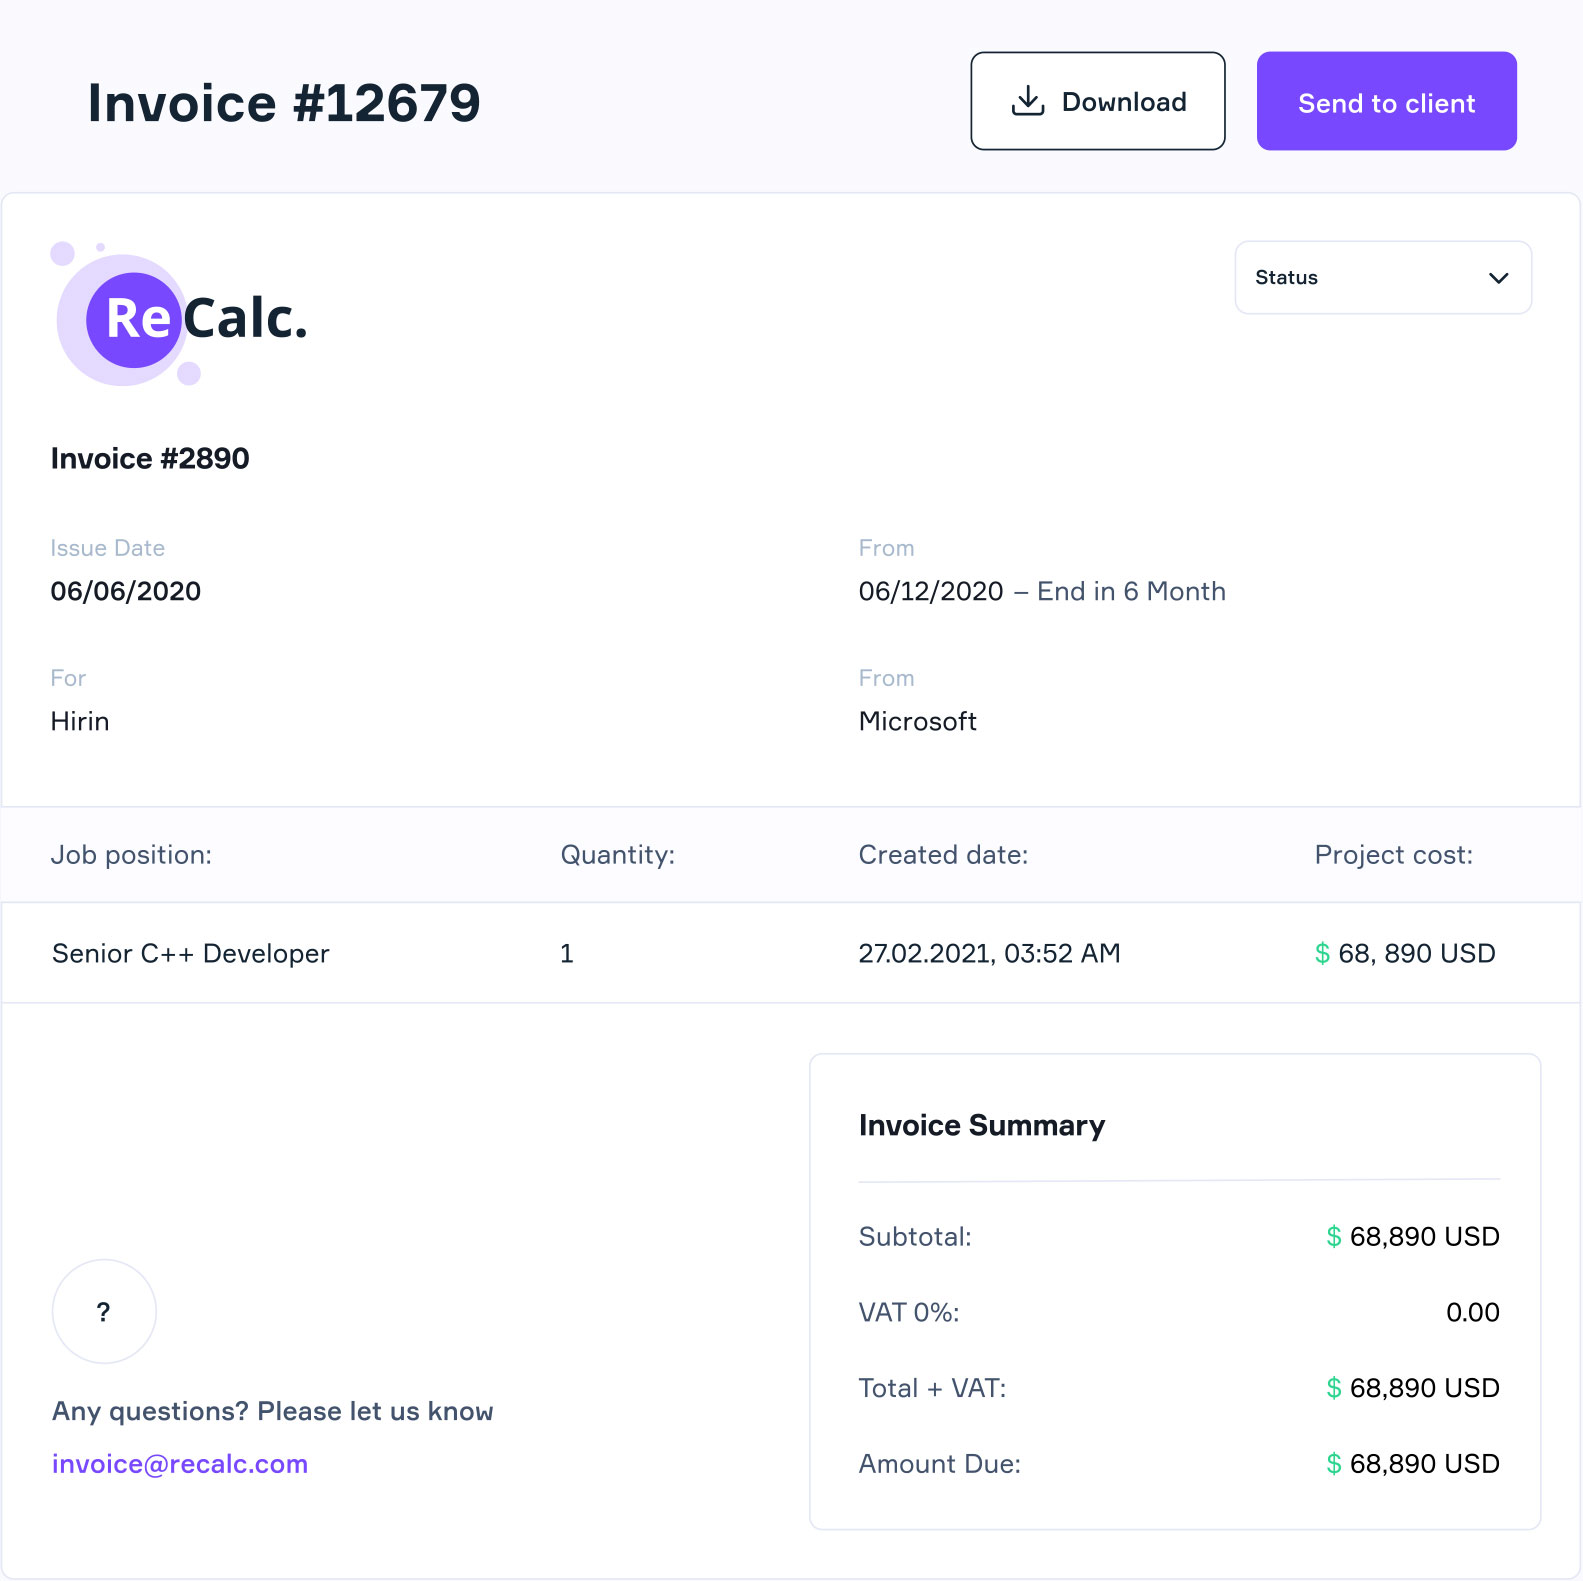 Invoice #12679
Download
Send to client
ReCalc.
Status
Invoice #2890
Issue Date
From
06/06/2020
06/12/2020 – End in 6 Month
For
From
Hirin
Microsoft
Job position:
Quantity:
Created date:
Project cost:
Senior C++ Developer
1
27.02.2021, 03:52 AM
$ 68, 890 USD
Invoice Summary
Subtotal:
$ 68,890 USD
VAT 0%:
0.00
Total + VAT:
$ 68,890 USD
Amount Due:
$ 68,890 USD
?
Any questions? Please let us know
invoice@recalc.com